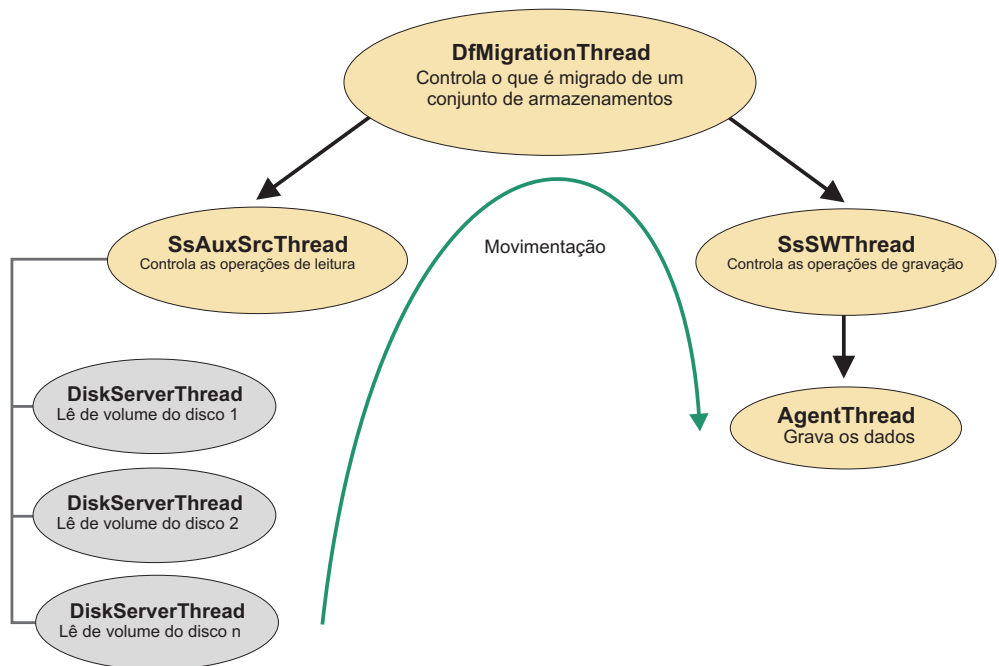 DfMigrationThread
Controla o que é migrado de um
conjunto de armazenamentos
SsAuxSrcThread
Controla as operações de leitura
Movimentação
SsSWThread
Controla as operações de gravação
DiskServerThread
Lê de volume do disco 1
AgentThread
Grava os dados
DiskServerThread
Lê de volume do disco 2
DiskServerThread
Lê de volume do disco n